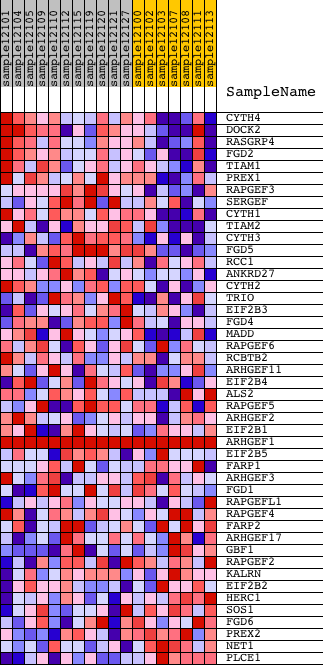 sample12101
sample12104
sample12105
sample12109
sample12110
sample12112
sample12115
sample12119
sample12120
sample12127
sample12100
sample12102
sample12103
sample12107
sample12108
sample12111
sample12113
SampleName
CYTH4
DOCK2
RASGRP4
FGD2
TIAM1
PREX1
RAPGEF3
SERGEF
CYTH1
TIAM2
CYTH3
FGD5
RCC1
ANKRD27
CYTH2
TRIO
EIF2B3
FGD4
MADD
RAPGEF6
RCBTB2
ARHGEF11
EIF2B4
ALS2
RAPGEF5
ARHGEF2
EIF2B1
ARHGEF1
EIF2B5
FARP1
ARHGEF3
FGD1
RAPGEFL1
RAPGEF4
FARP2
ARHGEF17
GBF1
RAPGEF2
KALRN
EIF2B2
HERC1
SOS1
FGD6
PREX2
NET1
PLCE1